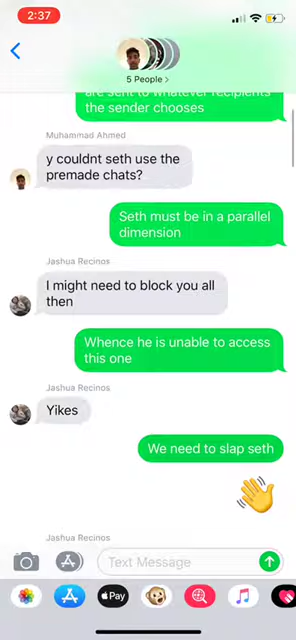 2:37
5 People >
are sent to whatever recipients
the sender chooses
Muhammad Ahmed
y couldnt seth use the
premade chats?
Seth must be in a parallel
dimension
Jashua Recinos
I might need to block you all
then
Whence he is unable to access
this one
Jashua Recinos
Yikes
We need to slap seth
Jashua Recinos
Text Message
Pay